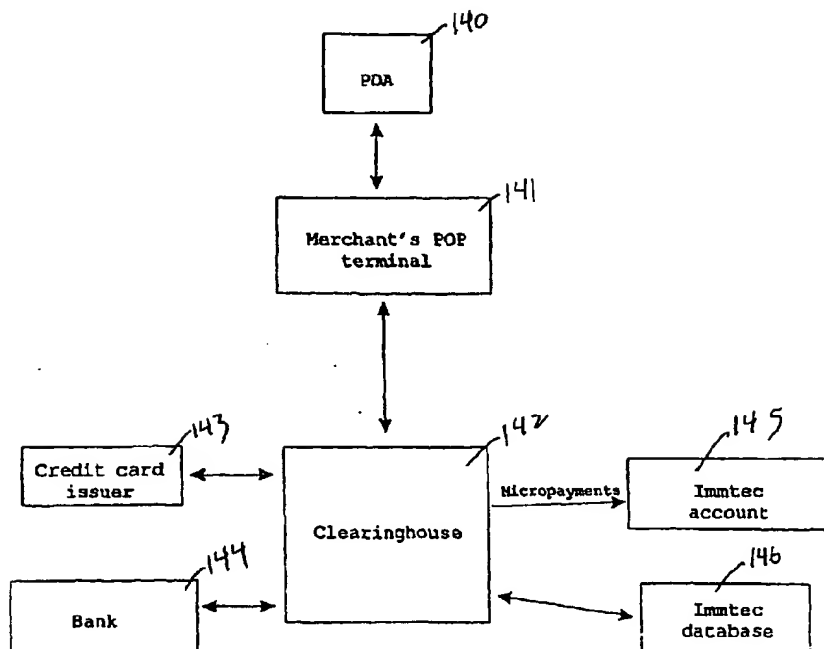 140
PDA
141
Merchant's POP
terminal
143
142
145
Credit card
issuer
Micropayments
Immtec
account
Clearinghouse
144
146
Bank
Immtec
database